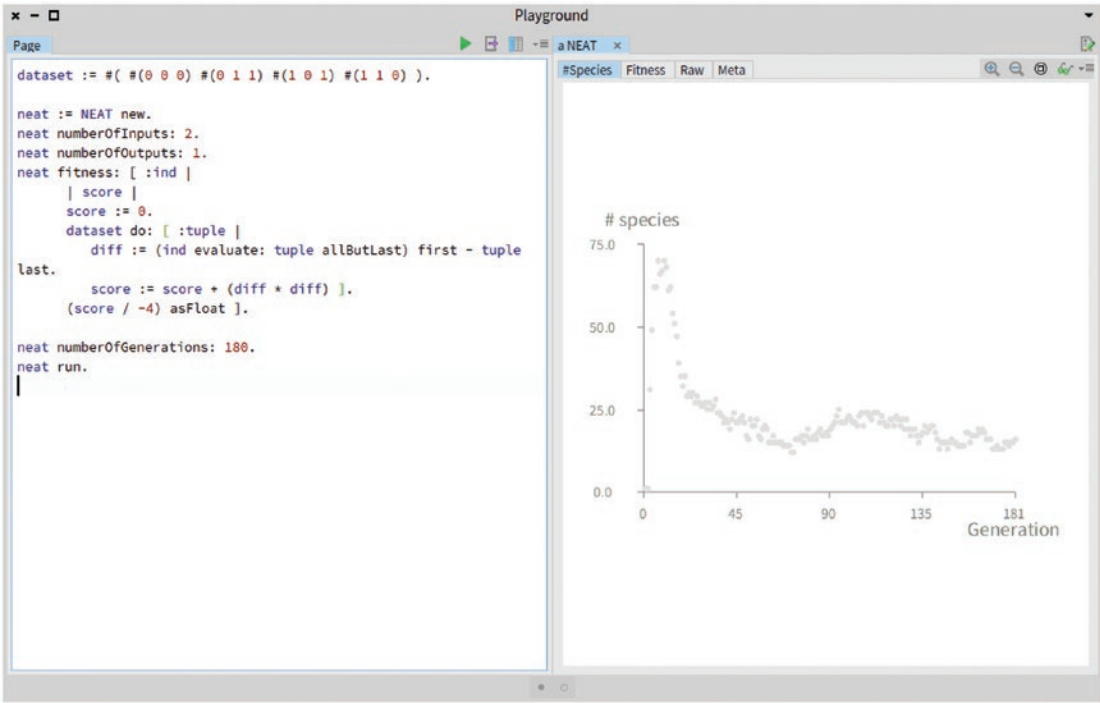 Playground
Page
a NEAT ×
#Species Fitness Raw Meta
dataset := #( #(0 0 0) #(0 1 1) #(1 0 1) #(1 1 0) ).
neat := NEAT new.
neat numberOfInputs: 2.
neat numberOfOutputs: 1.
neat fitness: [ :ind |
| score |
score := 0.
dataset do: [ :tuple |
diff := (ind evaluate: tuple allButLast) first - tuple
last.
score := score + (diff * diff) ].
(score / -4) asFloat ].
neat numberOfGenerations: 180.
neat run.
# species
75.0
50.0
25.0
0.0
0 45 90 135 181
Generation